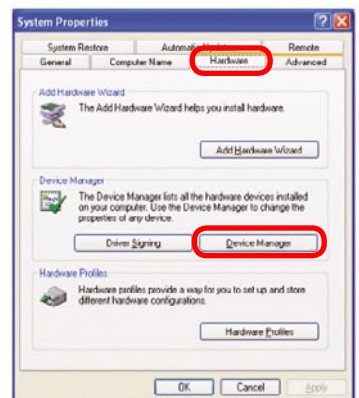 System Properties
System Restore Automatic Updates Remote
General Computer Name Hardware Advanced
Add Hardware Wizard
The Add Hardware Wizard helps you install hardware.
Add Hardware Wizard
Device Manager
The Device Manager lists all the hardware devices installed
on your computer. Use the Device Manager to change the
properties of any device.
Driver Signing Device Manager
Hardware Profiles
Hardware profiles provide a way for you to set up and store
different hardware configurations.
Hardware Profiles
OK Cancel Apply